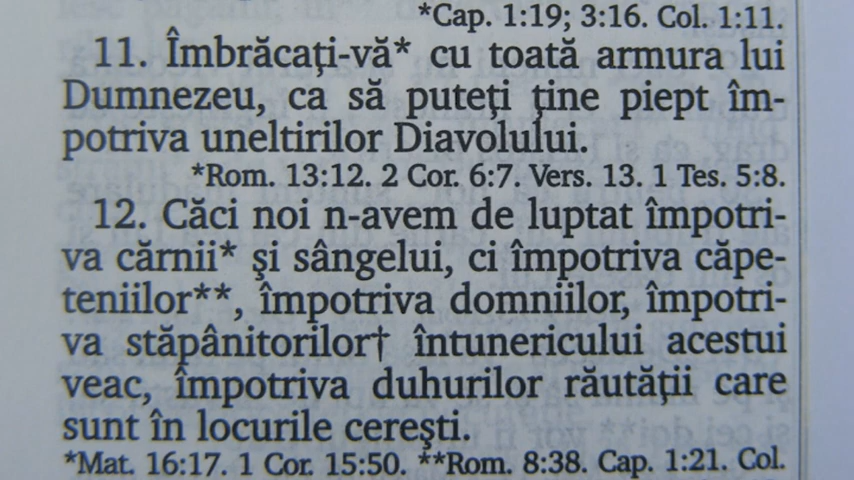 *Cap. 1:19; 3:16. Col. 1:11.
11. Îmbrăcaţi-vă* cu toată armura lui
Dumnezeu, ca să puteţi ţine piept îm-
potriva uneltirilor Diavolului.
*Rom. 13:12. 2 Cor. 6:7. Vers. 13. 1 Tes. 5:8.
12. Căci noi n-avem de luptat împotri-
va cărnii* şi sângelui, ci împotriva căpe-
teniilor**, împotriva domniilor, împotri-
va stăpânitorilor† întunericului acestui
veac, împotriva duhurilor răutăţii care
sunt în locurile cereşti.
*Mat. 16:17. 1 Cor. 15:50. **Rom. 8:38. Cap. 1:21. Col.